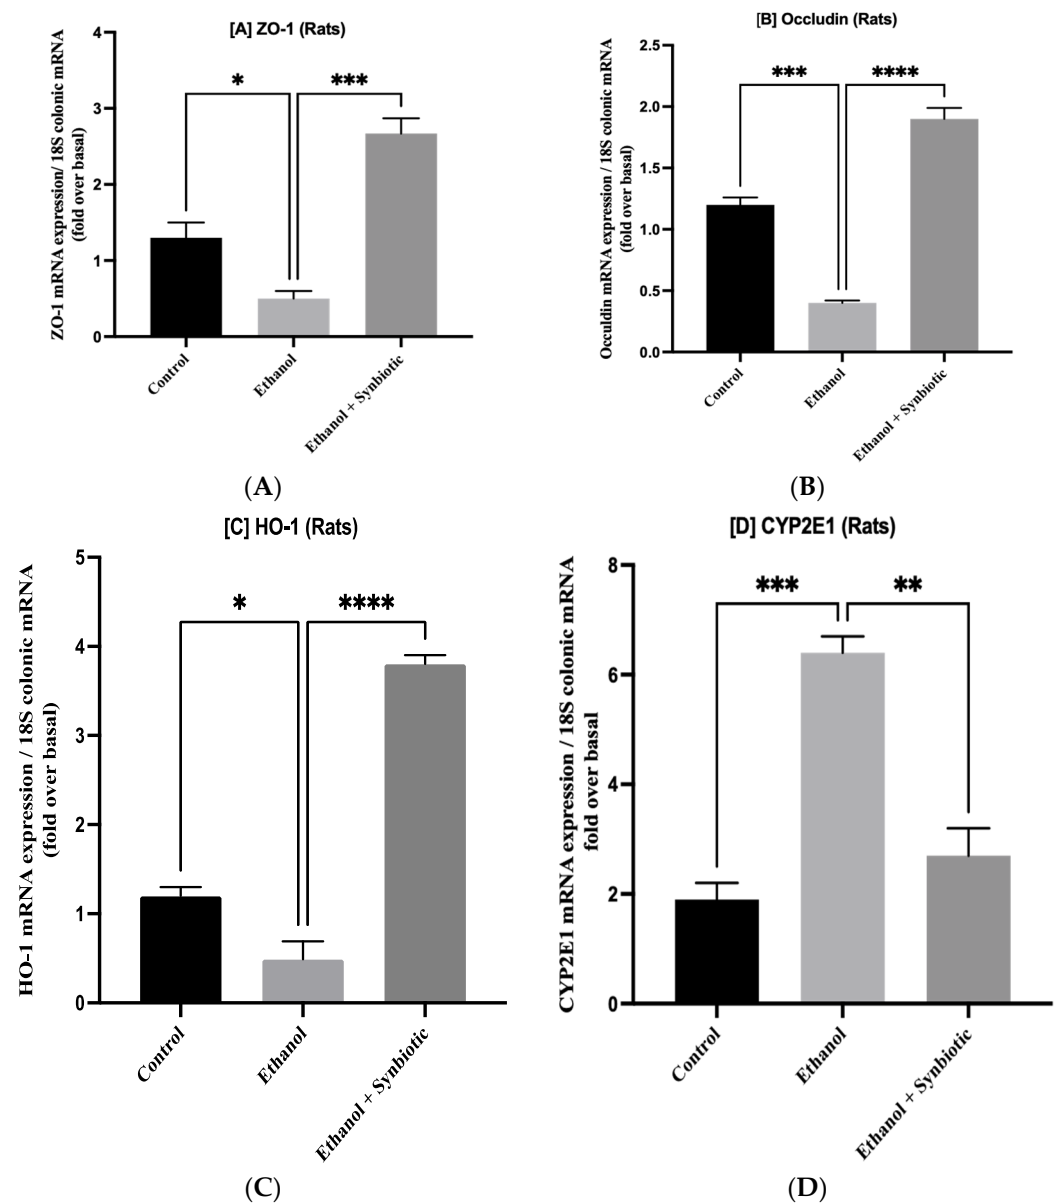 [A] ZO-1 (Rats)
ZO-1 mRNA expression/ 18S colonic mRNA
(fold over basal)
4
3
2
1
0
*
***
Control
Ethanol
Ethanol + Synbiotic
(A)
[B] Occludin (Rats)
Occuldin mRNA expression / 18S colonic mRNA
(fold over basal)
2.5
2.0
1.5
1.0
0.5
0.0
***
****
Control
Ethanol
Ethanol + Synbiotic
(B)
[C] HO-1 (Rats)
HO-1 mRNA expression / 18S colonic mRNA
(fold over basal)
5
4
3
2
1
0
*
****
Control
Ethanol
Ethanol + Synbiotic
(C)
[D] CYP2E1 (Rats)
CYP2E1 mRNA expression / 18S colonic mRNA
fold over basal
8
6
4
2
0
***
**
Control
Ethanol
Ethanol + Synbiotic
(D)